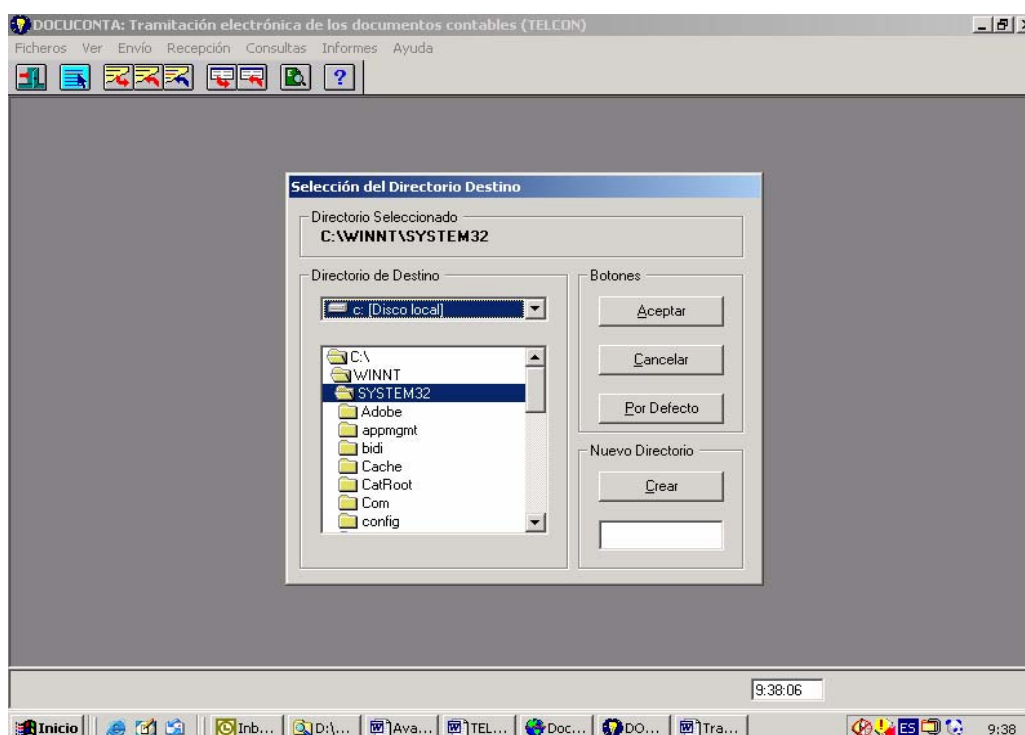 DOCUCONTA: Tramitación electrónica de los documentos contables (TELCON)
Ficheros Ver Envío Recepción Consultas Informes Ayuda
?
Selección del Directorio Destino
Directorio Seleccionado
C:\WINNT\SYSTEM32
Directorio de Destino
Botones
c: [Disco local]
Aceptar
C:\
Cancelar
WINNT
SYSTEM32
Adobe
Por Defecto
appmgmt
bidi
Nuevo Directorio
Cache
CatRoot
Crear
Com
config
9:38:06
Inicio Inb... D:\... Ava... TEL... Doc... DO... Tra... ES 9:38